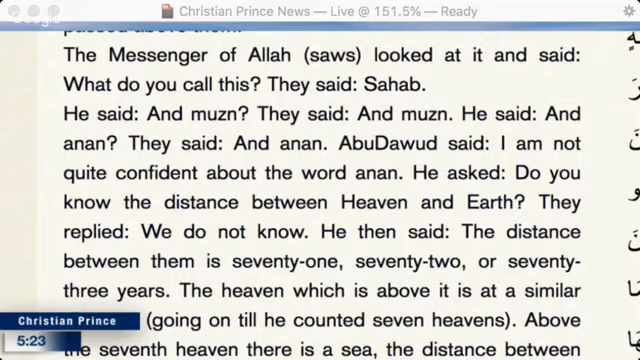 Christian Prince News — Live @ 151.5% — Ready
Google
passed above them.
The Messenger of Allah (saws) looked at it and said:
What do you call this? They said: Sahab.
He said: And muzn? They said: And muzn. He said: And
anan? They said: And anan. AbuDawud said: I am not
quite confident about the word anan. He asked: Do you
know the distance between Heaven and Earth? They
replied: We do not know. He then said: The distance
between them is seventy-one, seventy-two, or seventy-
three years. The heaven which is above it is at a similar
(going on till he counted seven heavens). Above
the seventh heaven there is a sea, the distance between
Christian Prince
5:23